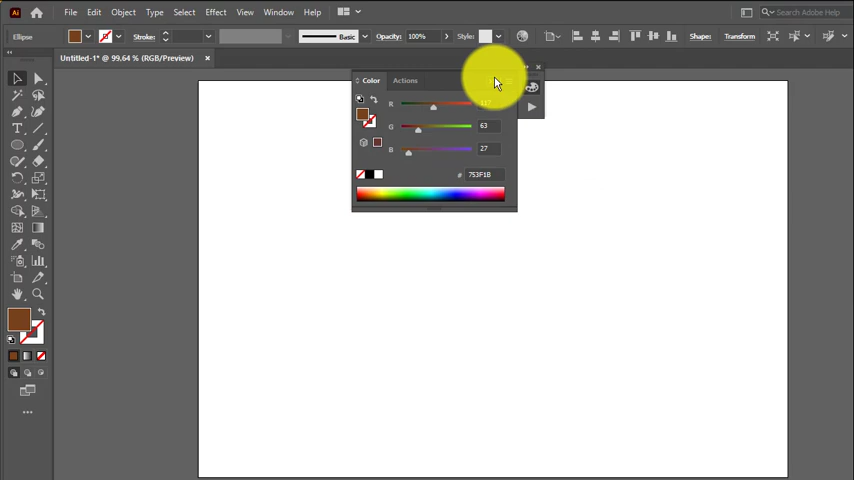 Ai File Edit Object Type Select Effect View Window Help Search Adobe Help
Ellipse Stroke: Basic Opacity: 100% Style: Shape: Transform
Untitled-1* @ 99.64 % (RGB/Preview) ×
Color Actions
R 117
G 63
B 27
# 753F1B